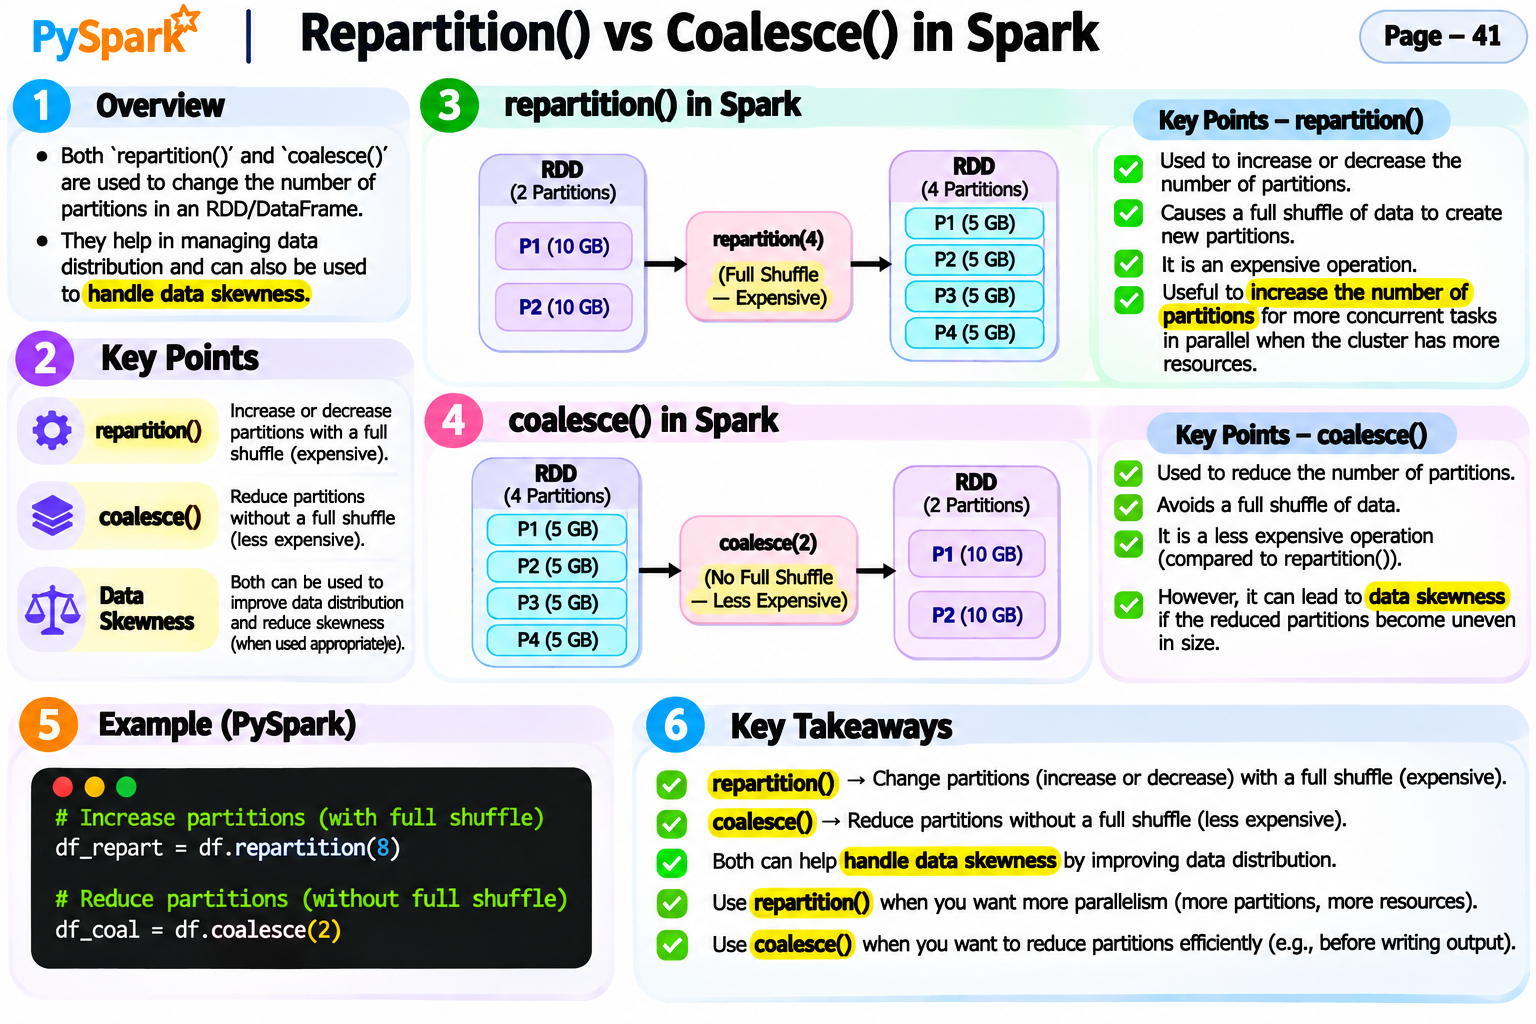 PySpark
Repartition() vs Coalesce() in Spark
Page – 41
1 Overview
• Both `repartition()´ and `coalesce()´
are used to change the number of
partitions in an RDD/DataFrame.
• They help in managing data
distribution and can also be used
to handle data skewness.
2 Key Points
repartition()
Increase or decrease
partitions with a full
shuffle (expensive).
coalesce()
Reduce partitions
without a full shuffle
(less expensive).
Data
Skewness
Both can be used to
improve data distribution
and reduce skewness
(when used appropriately).
3 repartition() in Spark
RDD
(2 Partitions)
P1 (10 GB)
P2 (10 GB)
repartition(4)
(Full Shuffle
— Expensive)
RDD
(4 Partitions)
P1 (5 GB)
P2 (5 GB)
P3 (5 GB)
P4 (5 GB)
Key Points – repartition()
Used to increase or decrease the
number of partitions.
Causes a full shuffle of data to create
new partitions.
It is an expensive operation.
Useful to increase the number of
partitions for more concurrent tasks
in parallel when the cluster has more
resources.
4 coalesce() in Spark
RDD
(4 Partitions)
P1 (5 GB)
P2 (5 GB)
P3 (5 GB)
P4 (5 GB)
coalesce(2)
(No Full Shuffle
— Less Expensive)
RDD
(2 Partitions)
P1 (10 GB)
P2 (10 GB)
Key Points – coalesce()
Used to reduce the number of partitions.
Avoids a full shuffle of data.
It is a less expensive operation
(compared to repartition()).
However, it can lead to data skewness
if the reduced partitions become uneven
in size.
5 Example (PySpark)
# Increase partitions (with full shuffle)
df_repart = df.repartition(8)
# Reduce partitions (without full shuffle)
df_coal = df.coalesce(2)
6 Key Takeaways
repartition() → Change partitions (increase or decrease) with a full shuffle (expensive).
coalesce() → Reduce partitions without a full shuffle (less expensive).
Both can help handle data skewness by improving data distribution.
Use repartition() when you want more parallelism (more partitions, more resources).
Use coalesce() when you want to reduce partitions efficiently (e.g., before writing output).